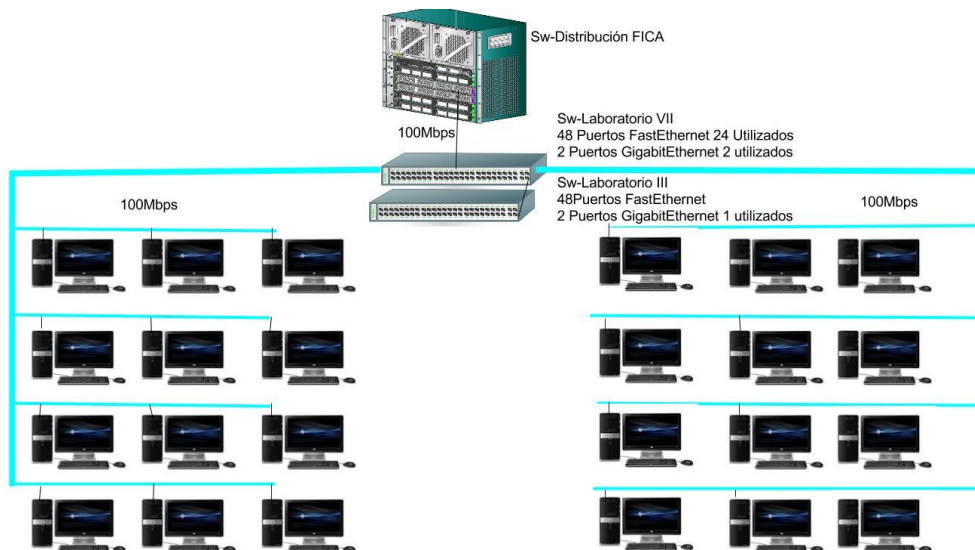 Sw-Distribución FICA
Sw-Laboratorio VII
48 Puertos FastEthernet 24 Utilizados
2 Puertos GigabitEthernet 2 utilizados
100Mbps
Sw-Laboratorio III
48Puertos FastEthernet
2 Puertos GigabitEthernet 1 utilizados
100Mbps
100Mbps